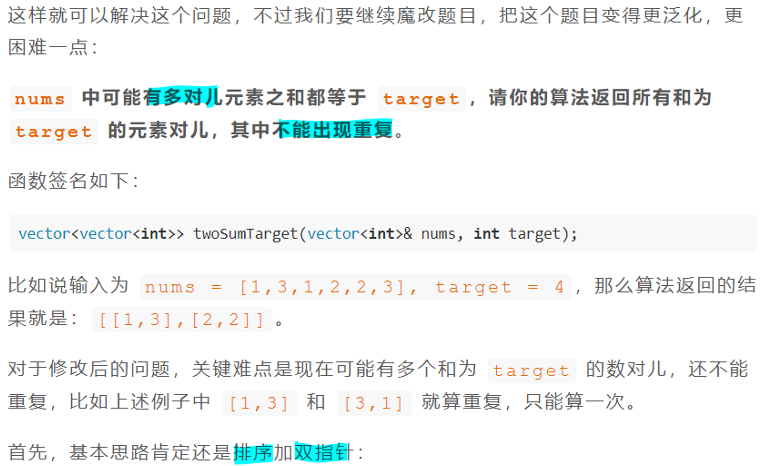 这样就可以解决这个问题，不过我们要继续魔改题目，把这个题目变得更泛化，更
困难一点：
nums 中可能有多对儿元素之和都等于 target，请你的算法返回所有和为
target 的元素对儿，其中不能出现重复。
函数签名如下：
vector<vector<int>> twoSumTarget(vector<int>& nums, int target);
比如说输入为 nums = [1,3,1,2,2,3], target = 4，那么算法返回的结
果就是：[[1,3],[2,2]]。
对于修改后的问题，关键难点是现在可能有多个和为 target 的数对儿，还不能
重复，比如上述例子中 [1,3] 和 [3,1] 就算重复，只能算一次。
首先，基本思路肯定还是排序加双指针：